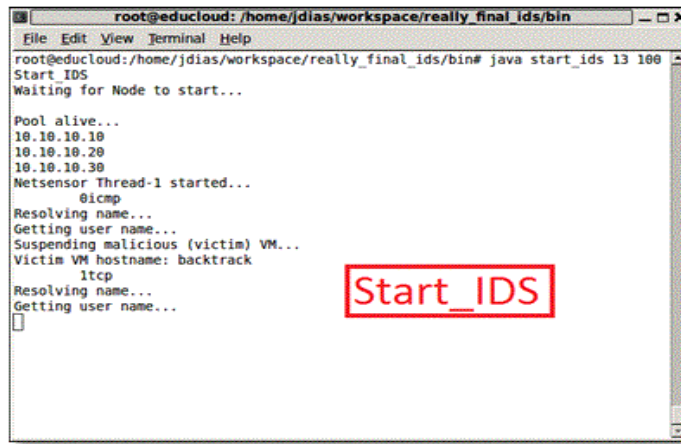 root@educloud: /home/jdias/workspace/really_final_ids/bin
File Edit View Terminal Help
root@educloud:/home/jdias/workspace/really_final_ids/bin# java start_ids 13 100
Start_IDS
Waiting for Node to start...
Pool alive...
10.10.10.10
10.10.10.20
10.10.10.30
Netsensor Thread-1 started...
0icmp
Resolving name...
Getting user name...
Suspending malicious (victim) VM...
Victim VM hostname: backtrack
1tcp
Resolving name...
Getting user name...
Start_IDS